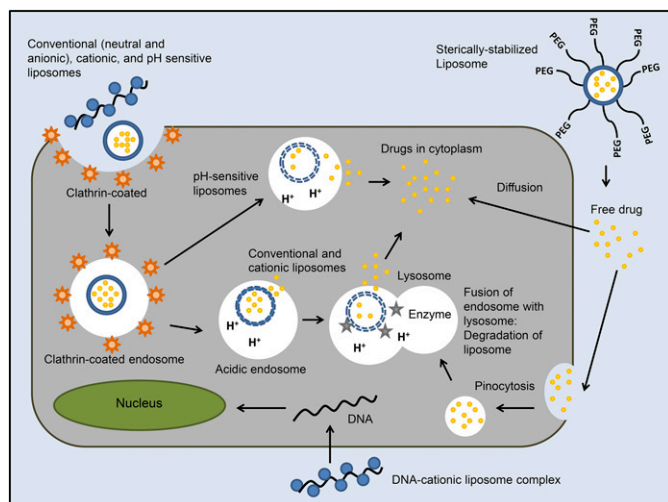 Conventional (neutral and
anionic), cationic, and pH sensitive
liposomes
Clathrin-coated
Sterically-stabilized
Liposome
PEG
PEG
PEG
PEG
PEG
PEG
PEG
PEG
pH-sensitive
liposomes
H+
H+
Drugs in cytoplasm
Diffusion
Free drug
Clathrin-coated endosome
Conventional and
cationic liposomes
H+
H+
Acidic endosome
Lysosome
Enzyme
H+
H+
Fusion of
endosome with
lysosome:
Degradation of
liposome
Pinocytosis
Nucleus
DNA
DNA-cationic liposome complex